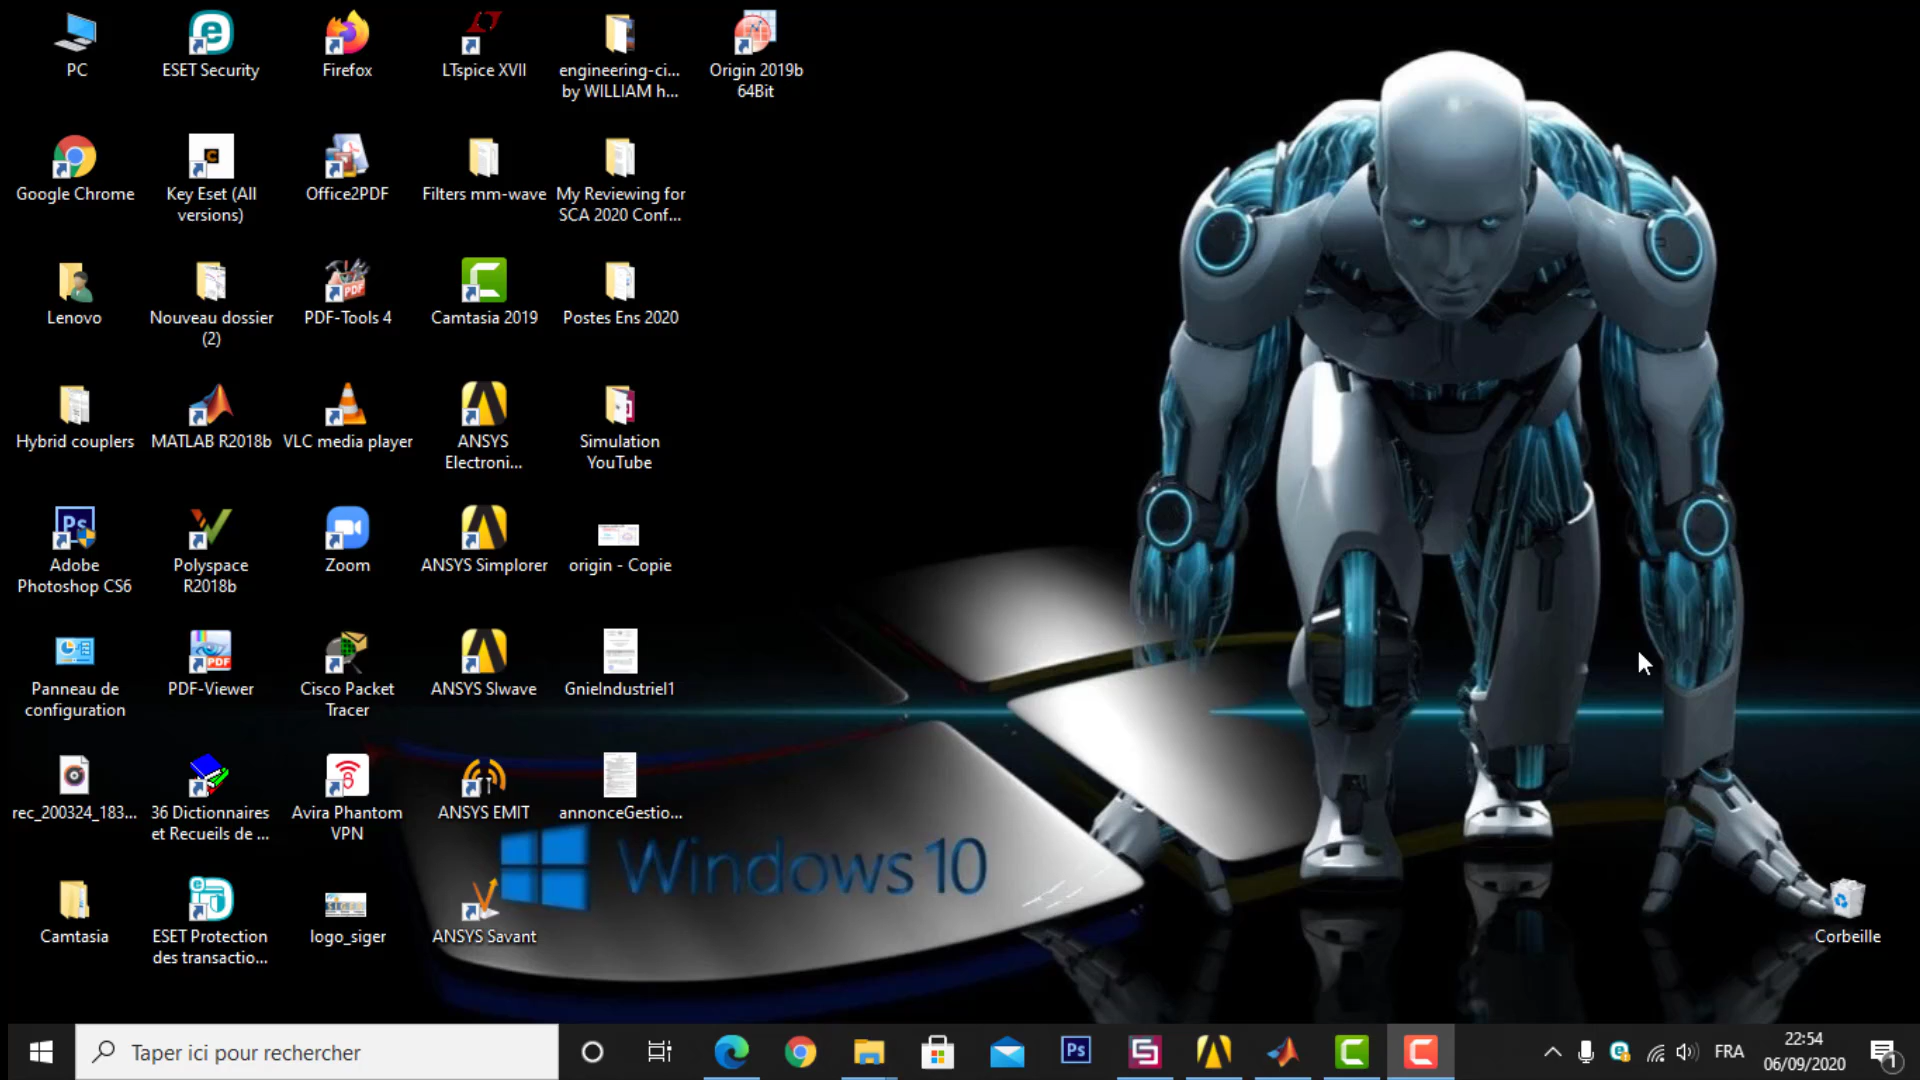 PC
ESET Security
Firefox
LTspice XVII
engineering-ci...
by WILLIAM h...
Origin 2019b
64Bit
Google Chrome
Key Eset (All
versions)
Office2PDF
Filters mm-wave
My Reviewing for
SCA 2020 Conf...
Lenovo
Nouveau dossier
(2)
PDF-Tools 4
Camtasia 2019
Postes Ens 2020
Hybrid couplers
MATLAB R2018b
VLC media player
ANSYS
Electroni...
Simulation
YouTube
Adobe
Photoshop CS6
Polyspace
R2018b
Zoom
ANSYS Simplorer
origin - Copie
Panneau de
configuration
PDF-Viewer
Cisco Packet
Tracer
ANSYS SIwave
GnieIndustriel1
rec_200324_183...
36 Dictionnaires
et Recueils de ...
Avira Phantom
VPN
ANSYS EMIT
annonceGestio...
Windows 10
Camtasia
ESET Protection
des transactio...
logo_siger
ANSYS Savant
Corbeille
Taper ici pour rechercher
Ps
FRA
22:54
06/09/2020
1